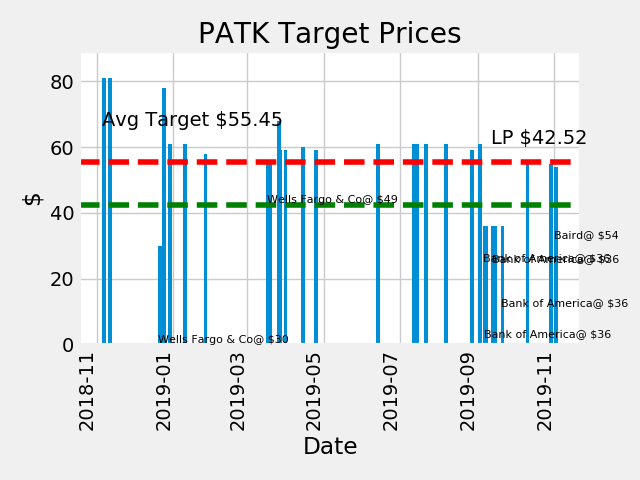 PATK Target Prices
80
60
40
20
0
$
Avg Target $55.45
LP $42.52
Wells Fargo & Co@ $49
Wells Fargo & Co@ $30
Baird@ $54
Bank of America@ $36
Bank of America@ $36
Bank of America@ $36
2018-11
2019-01
2019-03
2019-05
2019-07
2019-09
2019-11
Date